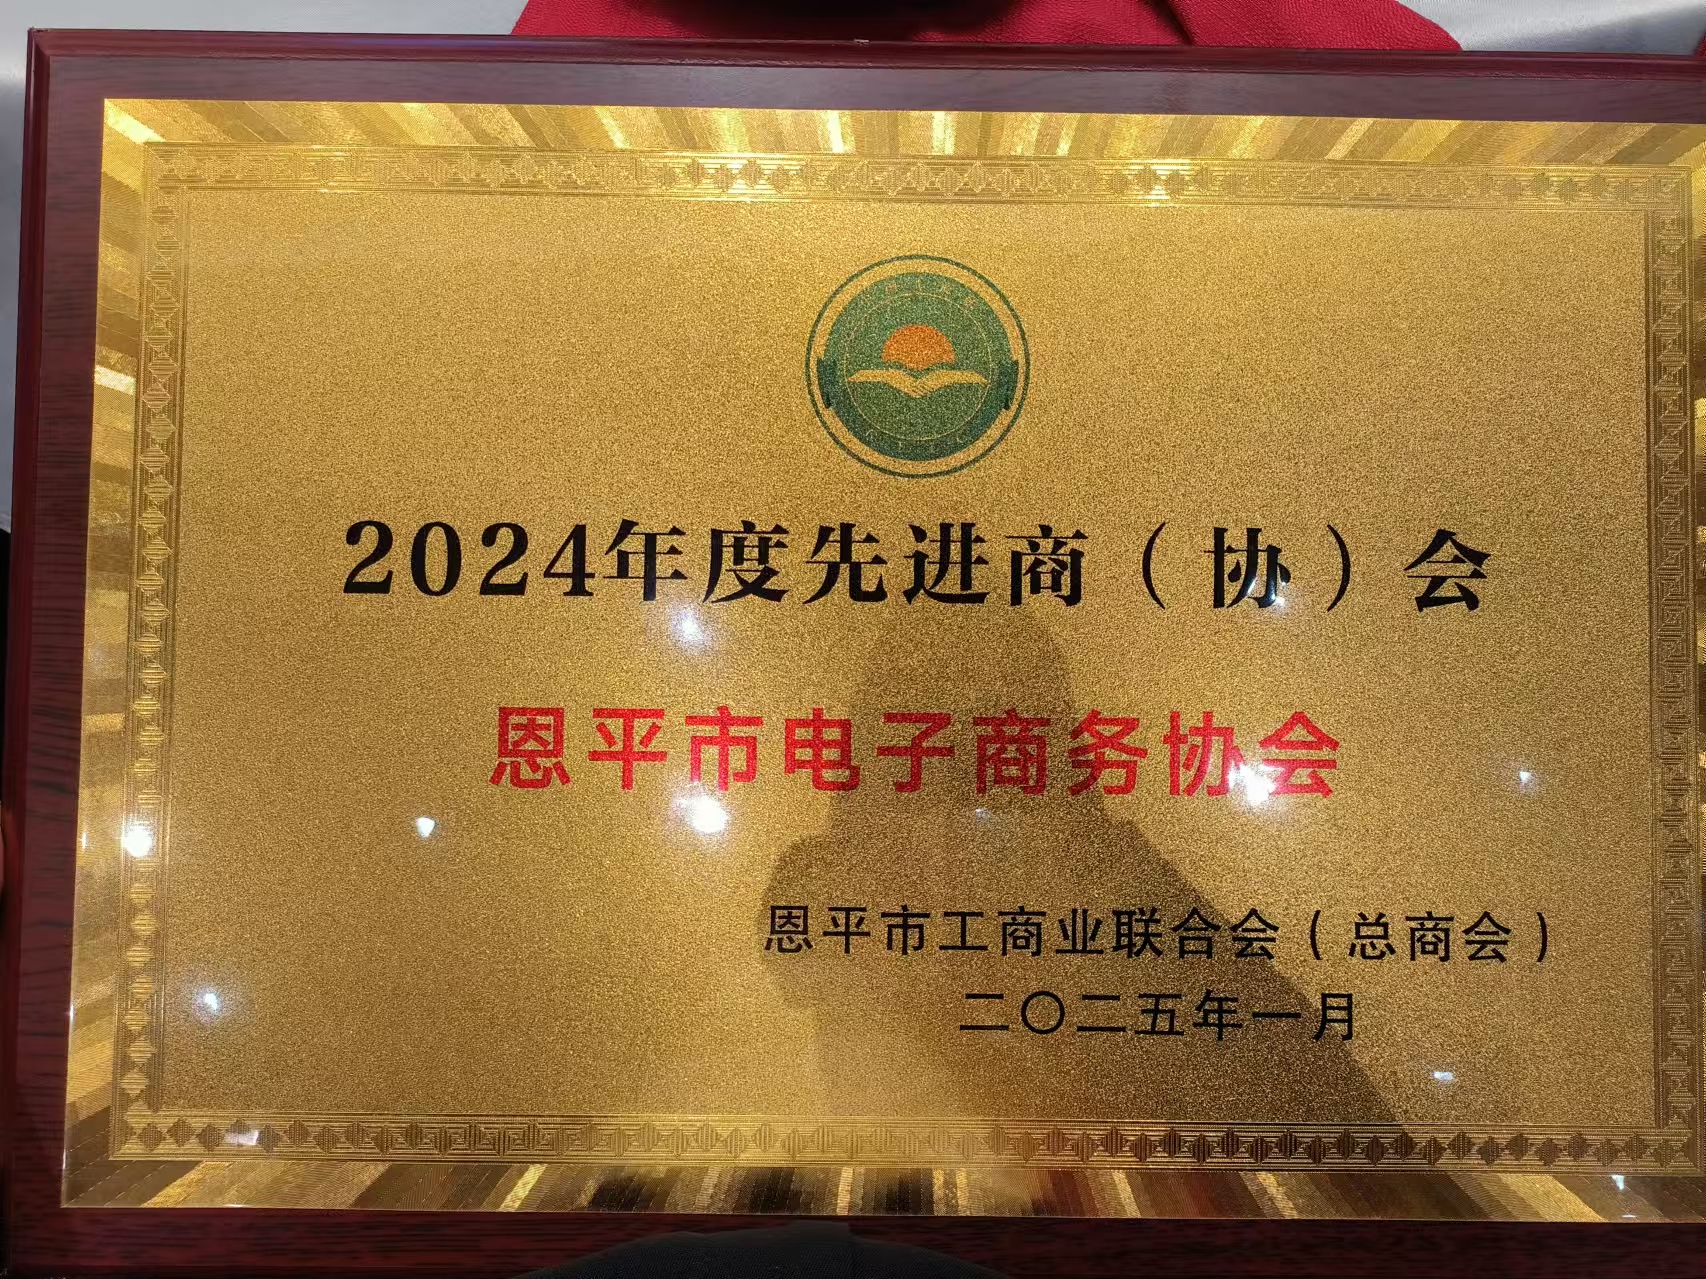 2024年度先进商（协）会
恩平市电子商务协会
恩平市工商业联合会（总商会）
二〇二五年一月